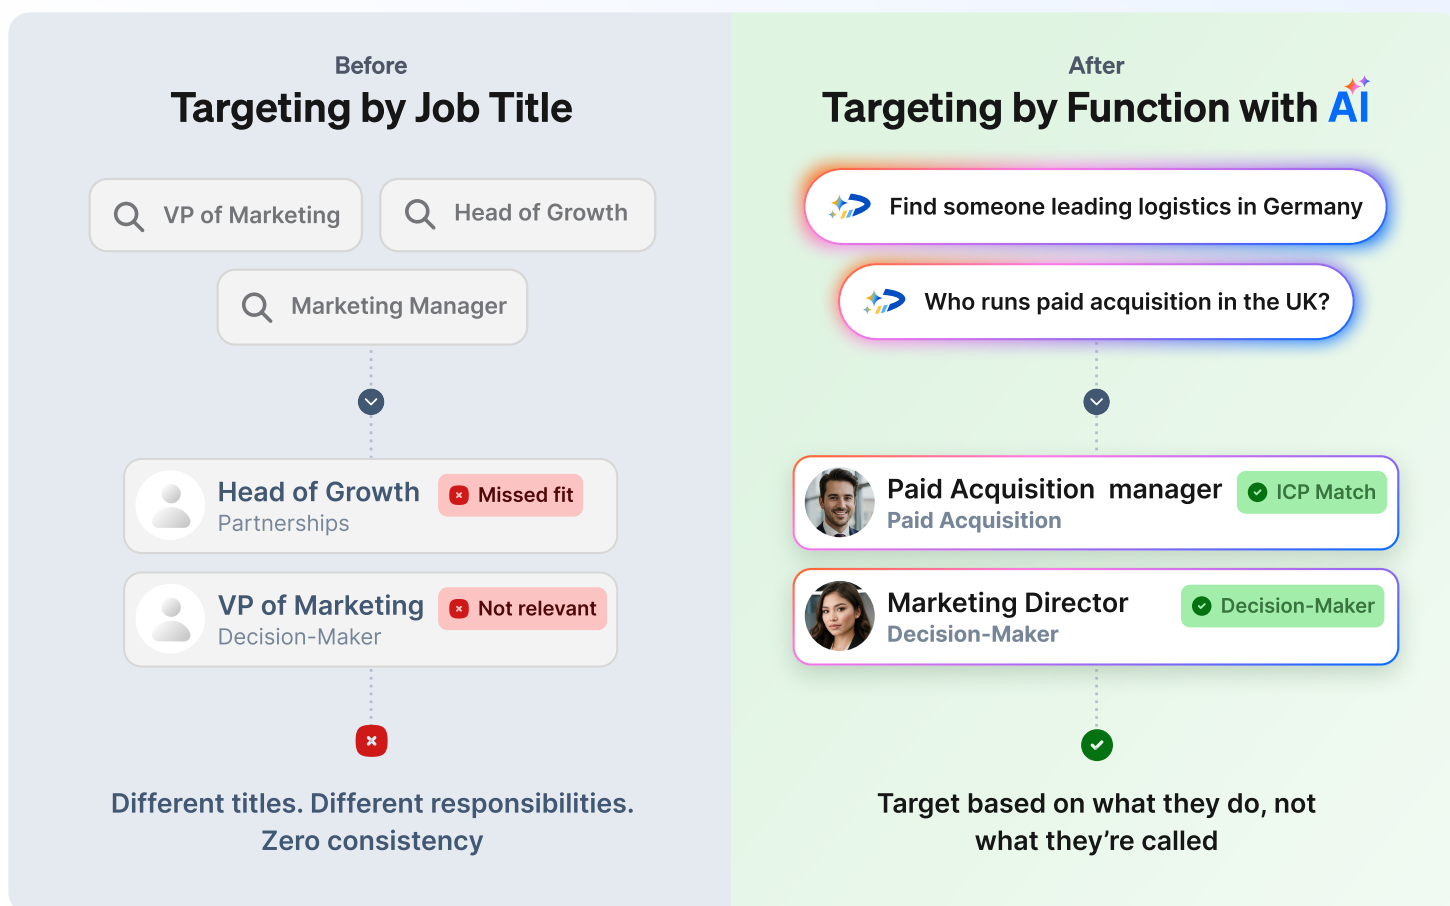 Before
Targeting by Job Title
VP of Marketing
Head of Growth
Marketing Manager
Head of Growth
Missed fit
Partnerships
VP of Marketing
Not relevant
Decision-Maker
Different titles. Different responsibilities.
Zero consistency
After
Targeting by Function with AI
Find someone leading logistics in Germany
Who runs paid acquisition in the UK?
Paid Acquisition manager
ICP Match
Paid Acquisition
Marketing Director
Decision-Maker
Decision-Maker
Target based on what they do, not
what they’re called